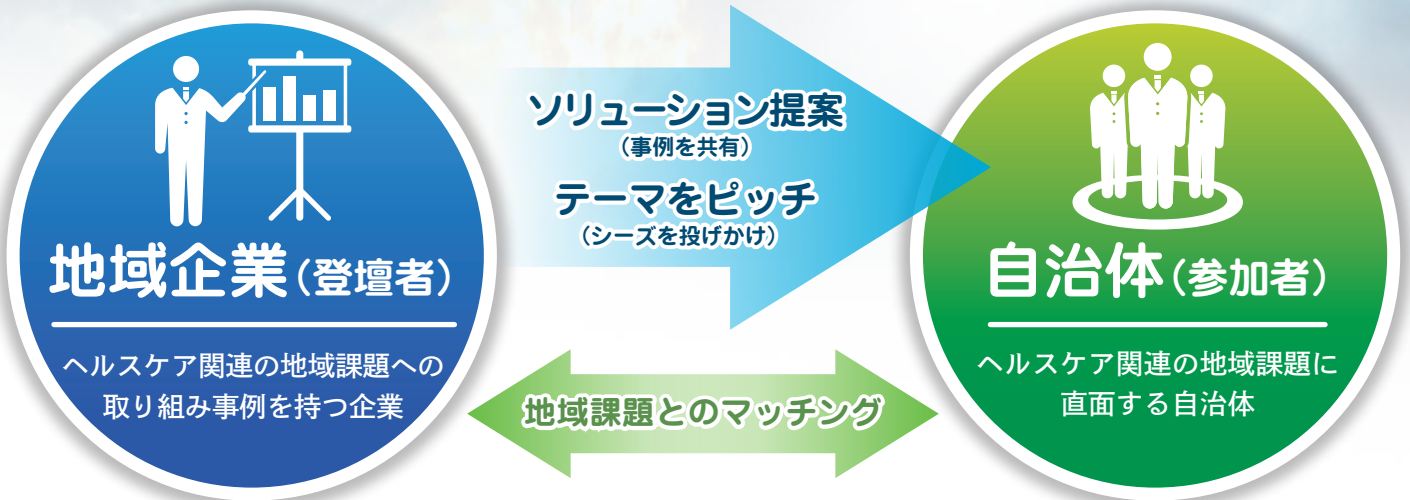 地域企業(登壇者)
ヘルスケア関連の地域課題への
取り組み事例を持つ企業
ソリューション提案
(事例を共有)
テーマをピッチ
(シーズを投げかけ)
地域課題とのマッチング
自治体(参加者)
ヘルスケア関連の地域課題に
直面する自治体